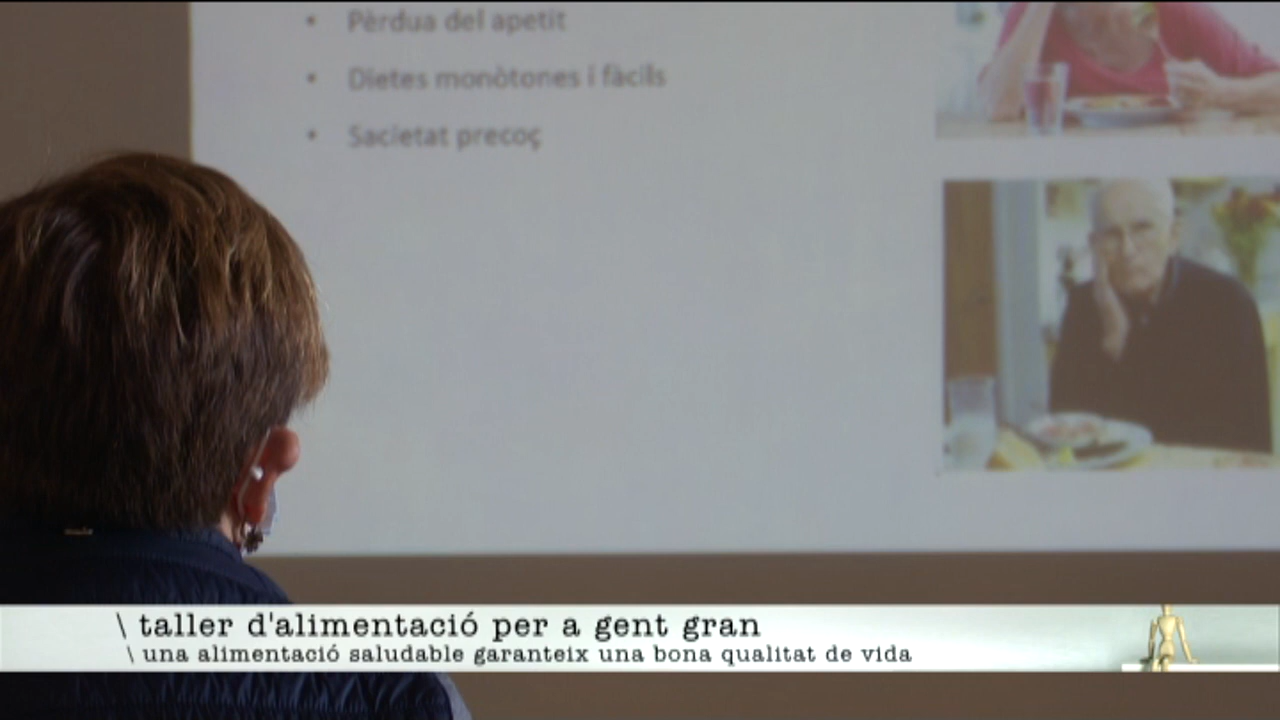 • Pèrdua del apetit
• Dietes monòtones i fàcils
• Sacietat precoç
\ taller d'alimentació per a gent gran
\ una alimentació saludable garanteix una bona qualitat de vida